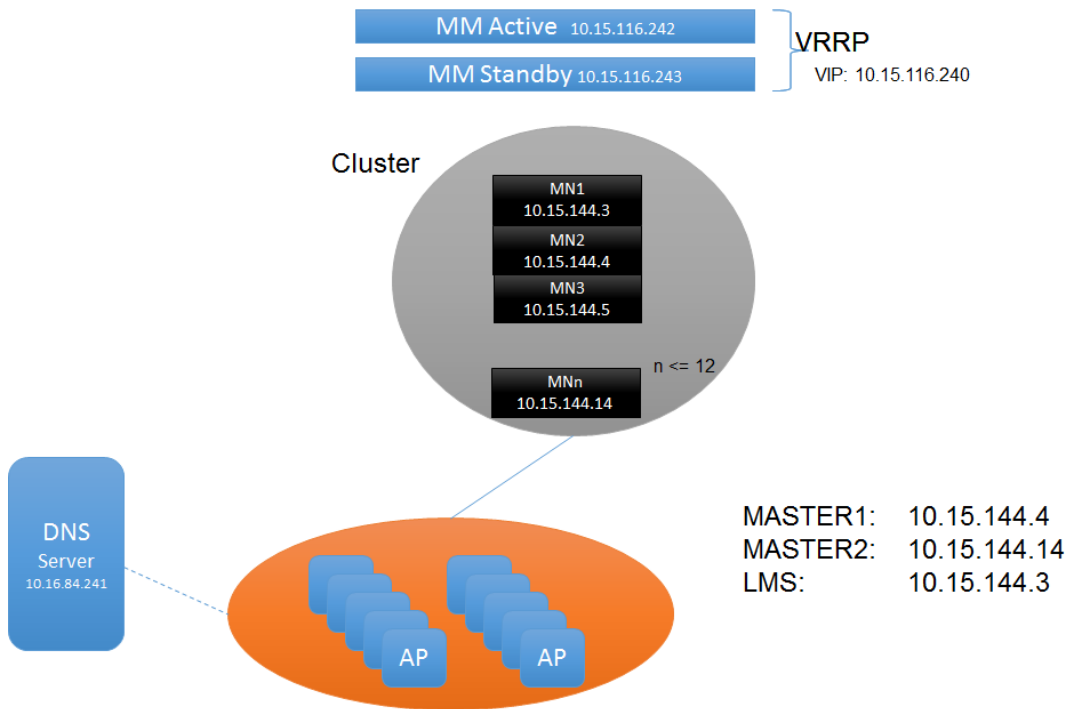 MM Active 10.15.116.242
MM Standby 10.15.116.243
VRRP
VIP: 10.15.116.240
Cluster
MN1
10.15.144.3
MN2
10.15.144.4
MN3
10.15.144.5
n <= 12
MNn
10.15.144.14
DNS
Server
10.16.84.241
MASTER1: 10.15.144.4
MASTER2: 10.15.144.14
LMS: 10.15.144.3
AP
AP